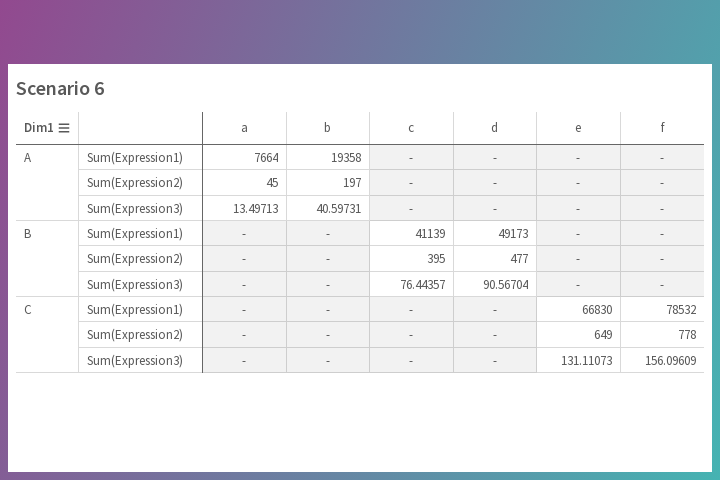 Scenario 6
Dim1 a b c d e f
A Sum(Expression1) 7664 19358 - - - -
Sum(Expression2) 45 197 - - - -
Sum(Expression3) 13.49713 40.59731 - - - -
B Sum(Expression1) - - 41139 49173 - -
Sum(Expression2) - - 395 477 - -
Sum(Expression3) - - 76.44357 90.56704 - -
C Sum(Expression1) - - - - 66830 78532
Sum(Expression2) - - - - 649 778
Sum(Expression3) - - - - 131.11073 156.09609